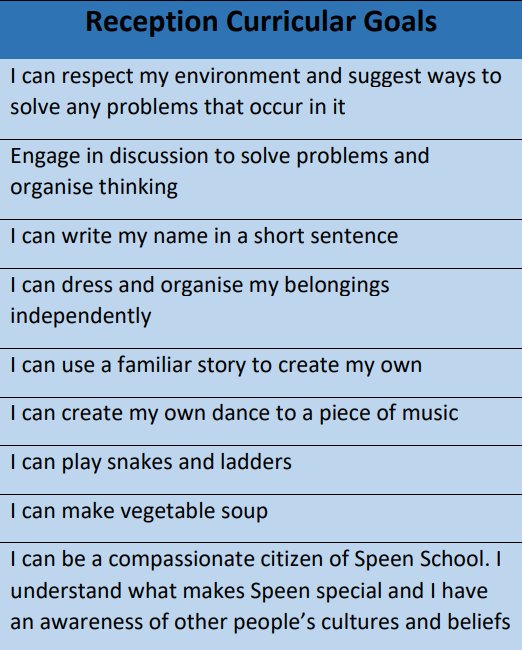 Reception Curricular Goals
I can respect my environment and suggest ways to
solve any problems that occur in it
Engage in discussion to solve problems and
organise thinking
I can write my name in a short sentence
I can dress and organise my belongings
independently
I can use a familiar story to create my own
I can create my own dance to a piece of music
I can play snakes and ladders
I can make vegetable soup
I can be a compassionate citizen of Speen School. I
understand what makes Speen special and I have
an awareness of other people’s cultures and beliefs